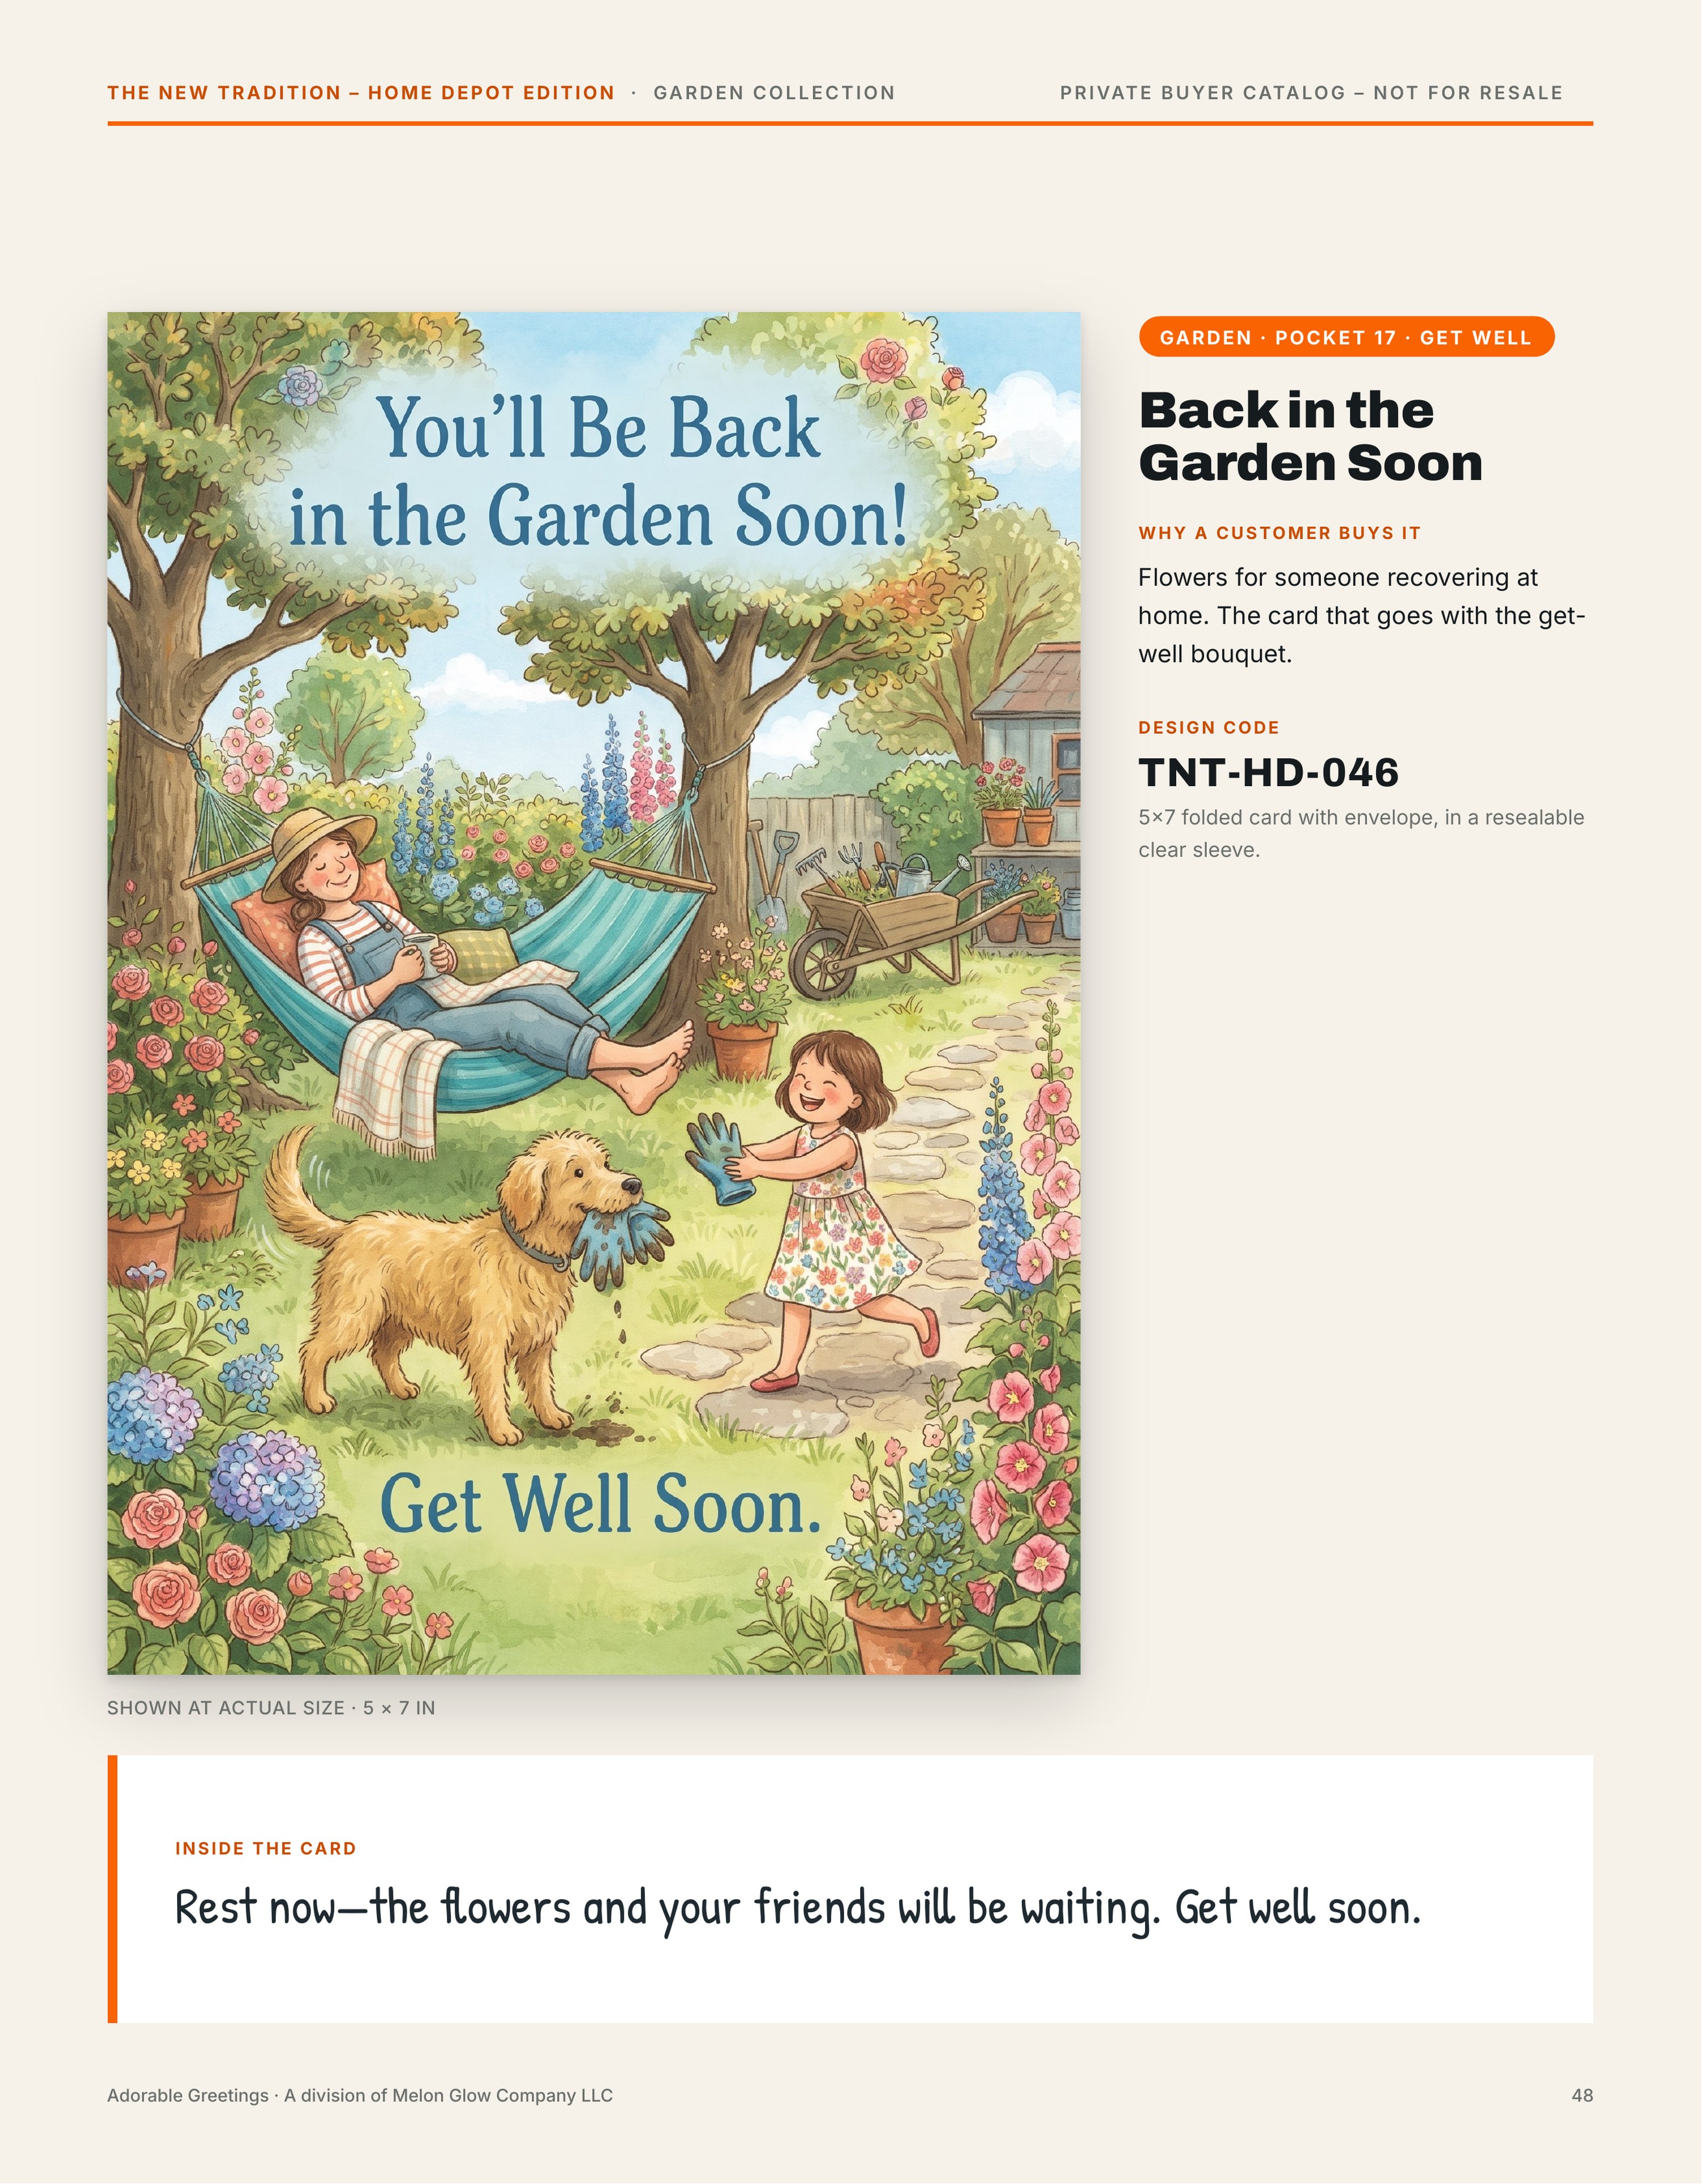 THE NEW TRADITION – HOME DEPOT EDITION · GARDEN COLLECTION
PRIVATE BUYER CATALOG – NOT FOR RESALE
You’ll Be Back
in the Garden Soon!
Get Well Soon.
SHOWN AT ACTUAL SIZE · 5 × 7 IN
GARDEN · POCKET 17 · GET WELL
Back in the
Garden Soon
WHY A CUSTOMER BUYS IT
Flowers for someone recovering at
home. The card that goes with the get-
well bouquet.
DESIGN CODE
TNT-HD-046
5×7 folded card with envelope, in a resealable
clear sleeve.
INSIDE THE CARD
Rest now—the flowers and your friends will be waiting. Get well soon.
Adorable Greetings · A division of Melon Glow Company LLC
48